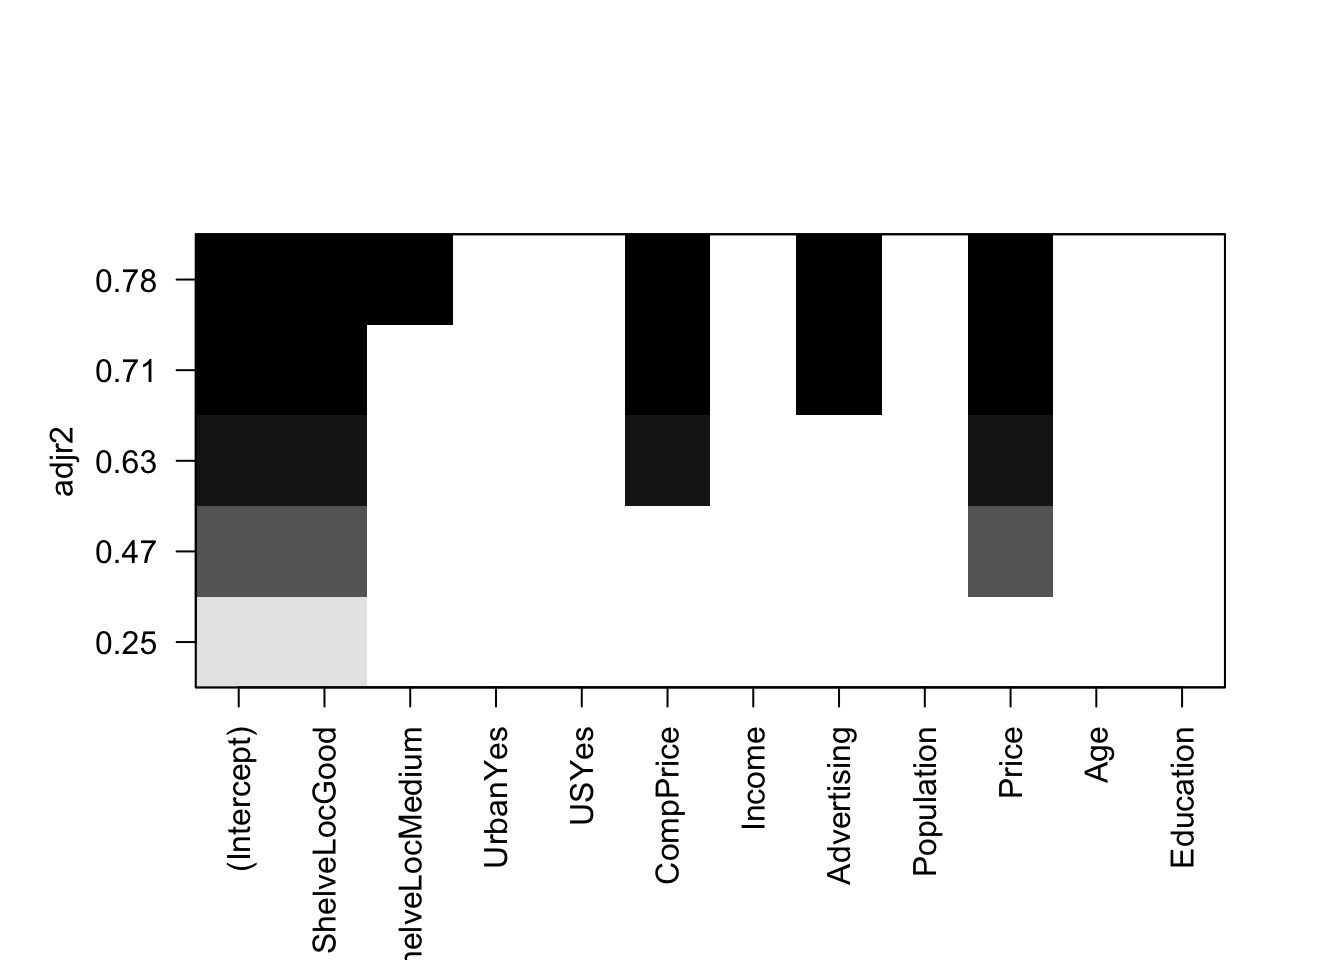 adjr2
0.78
0.71
0.63
0.47
0.25
(Intercept)
ShelveLocGood
helveLocMedium
UrbanYes
USYes
CompPrice
Income
Advertising
Population
Price
Age
Education